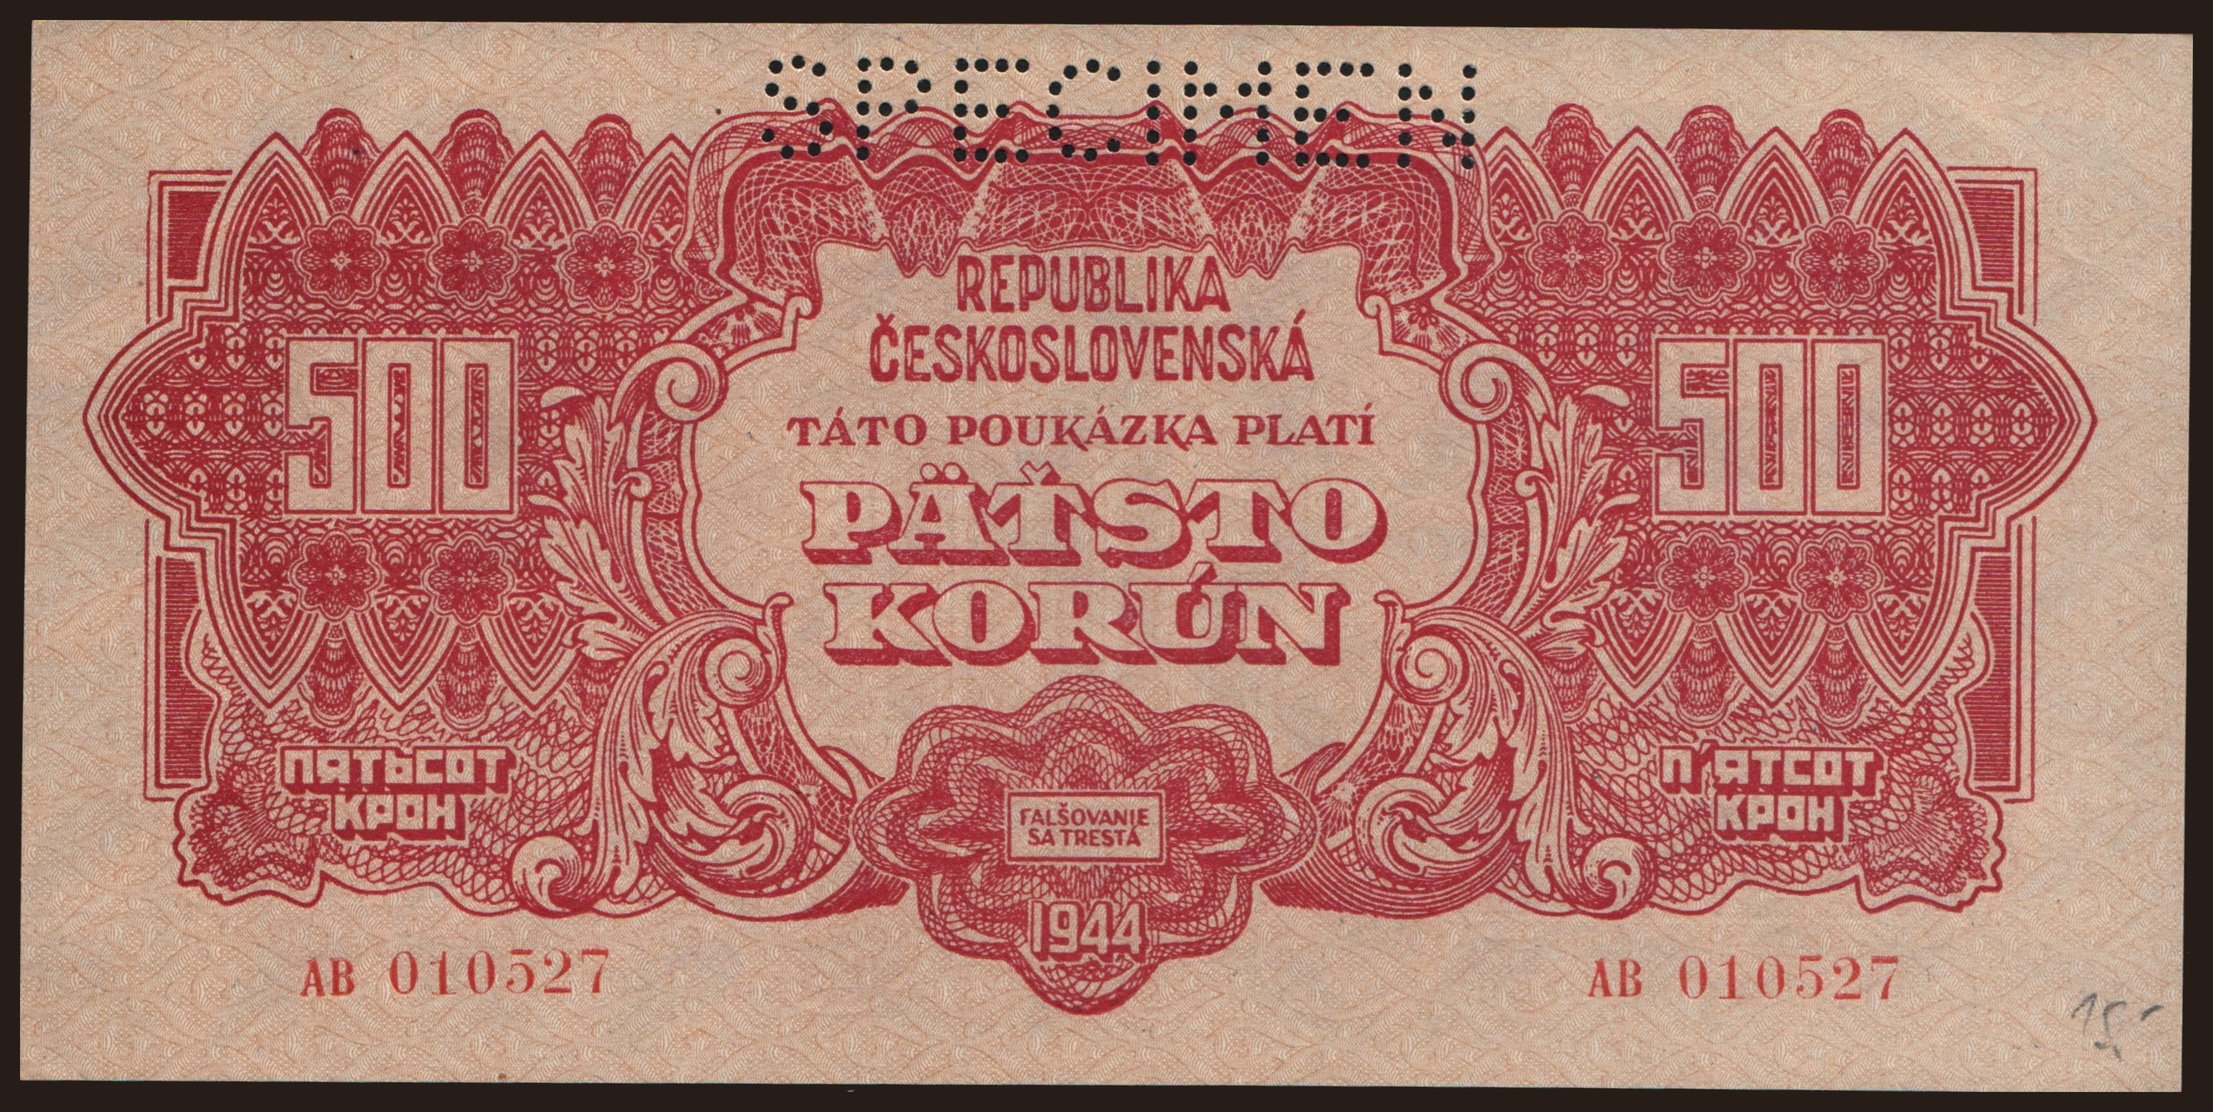 SPECIMEN
REPUBLIKA
ČESKOSLOVENSKÁ
TÁTO POUKÁZKA PLATÍ
PÄŤSTO
KORÚN
500
500
ПЯТЬСОТ
КРОН
П'ЯТСОТ
КРОН
FALŠOVANIE
SA TRESTÁ
1944
AB 010527
AB 010527